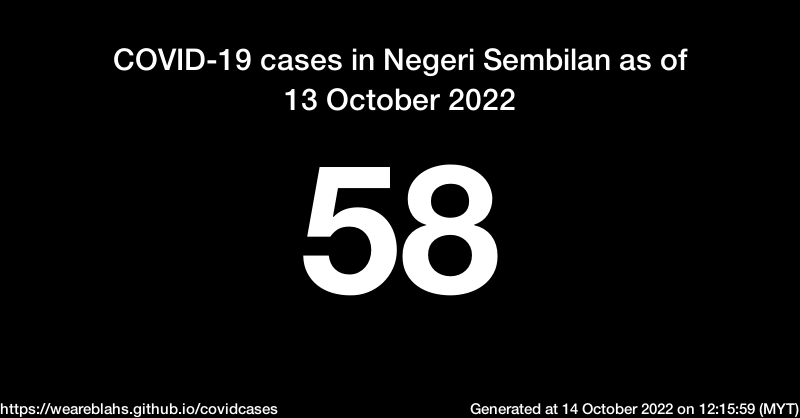 COVID-19 cases in Negeri Sembilan as of
13 October 2022
58
https://weareblahs.github.io/covidcases
Generated at 14 October 2022 on 12:15:59 (MYT)